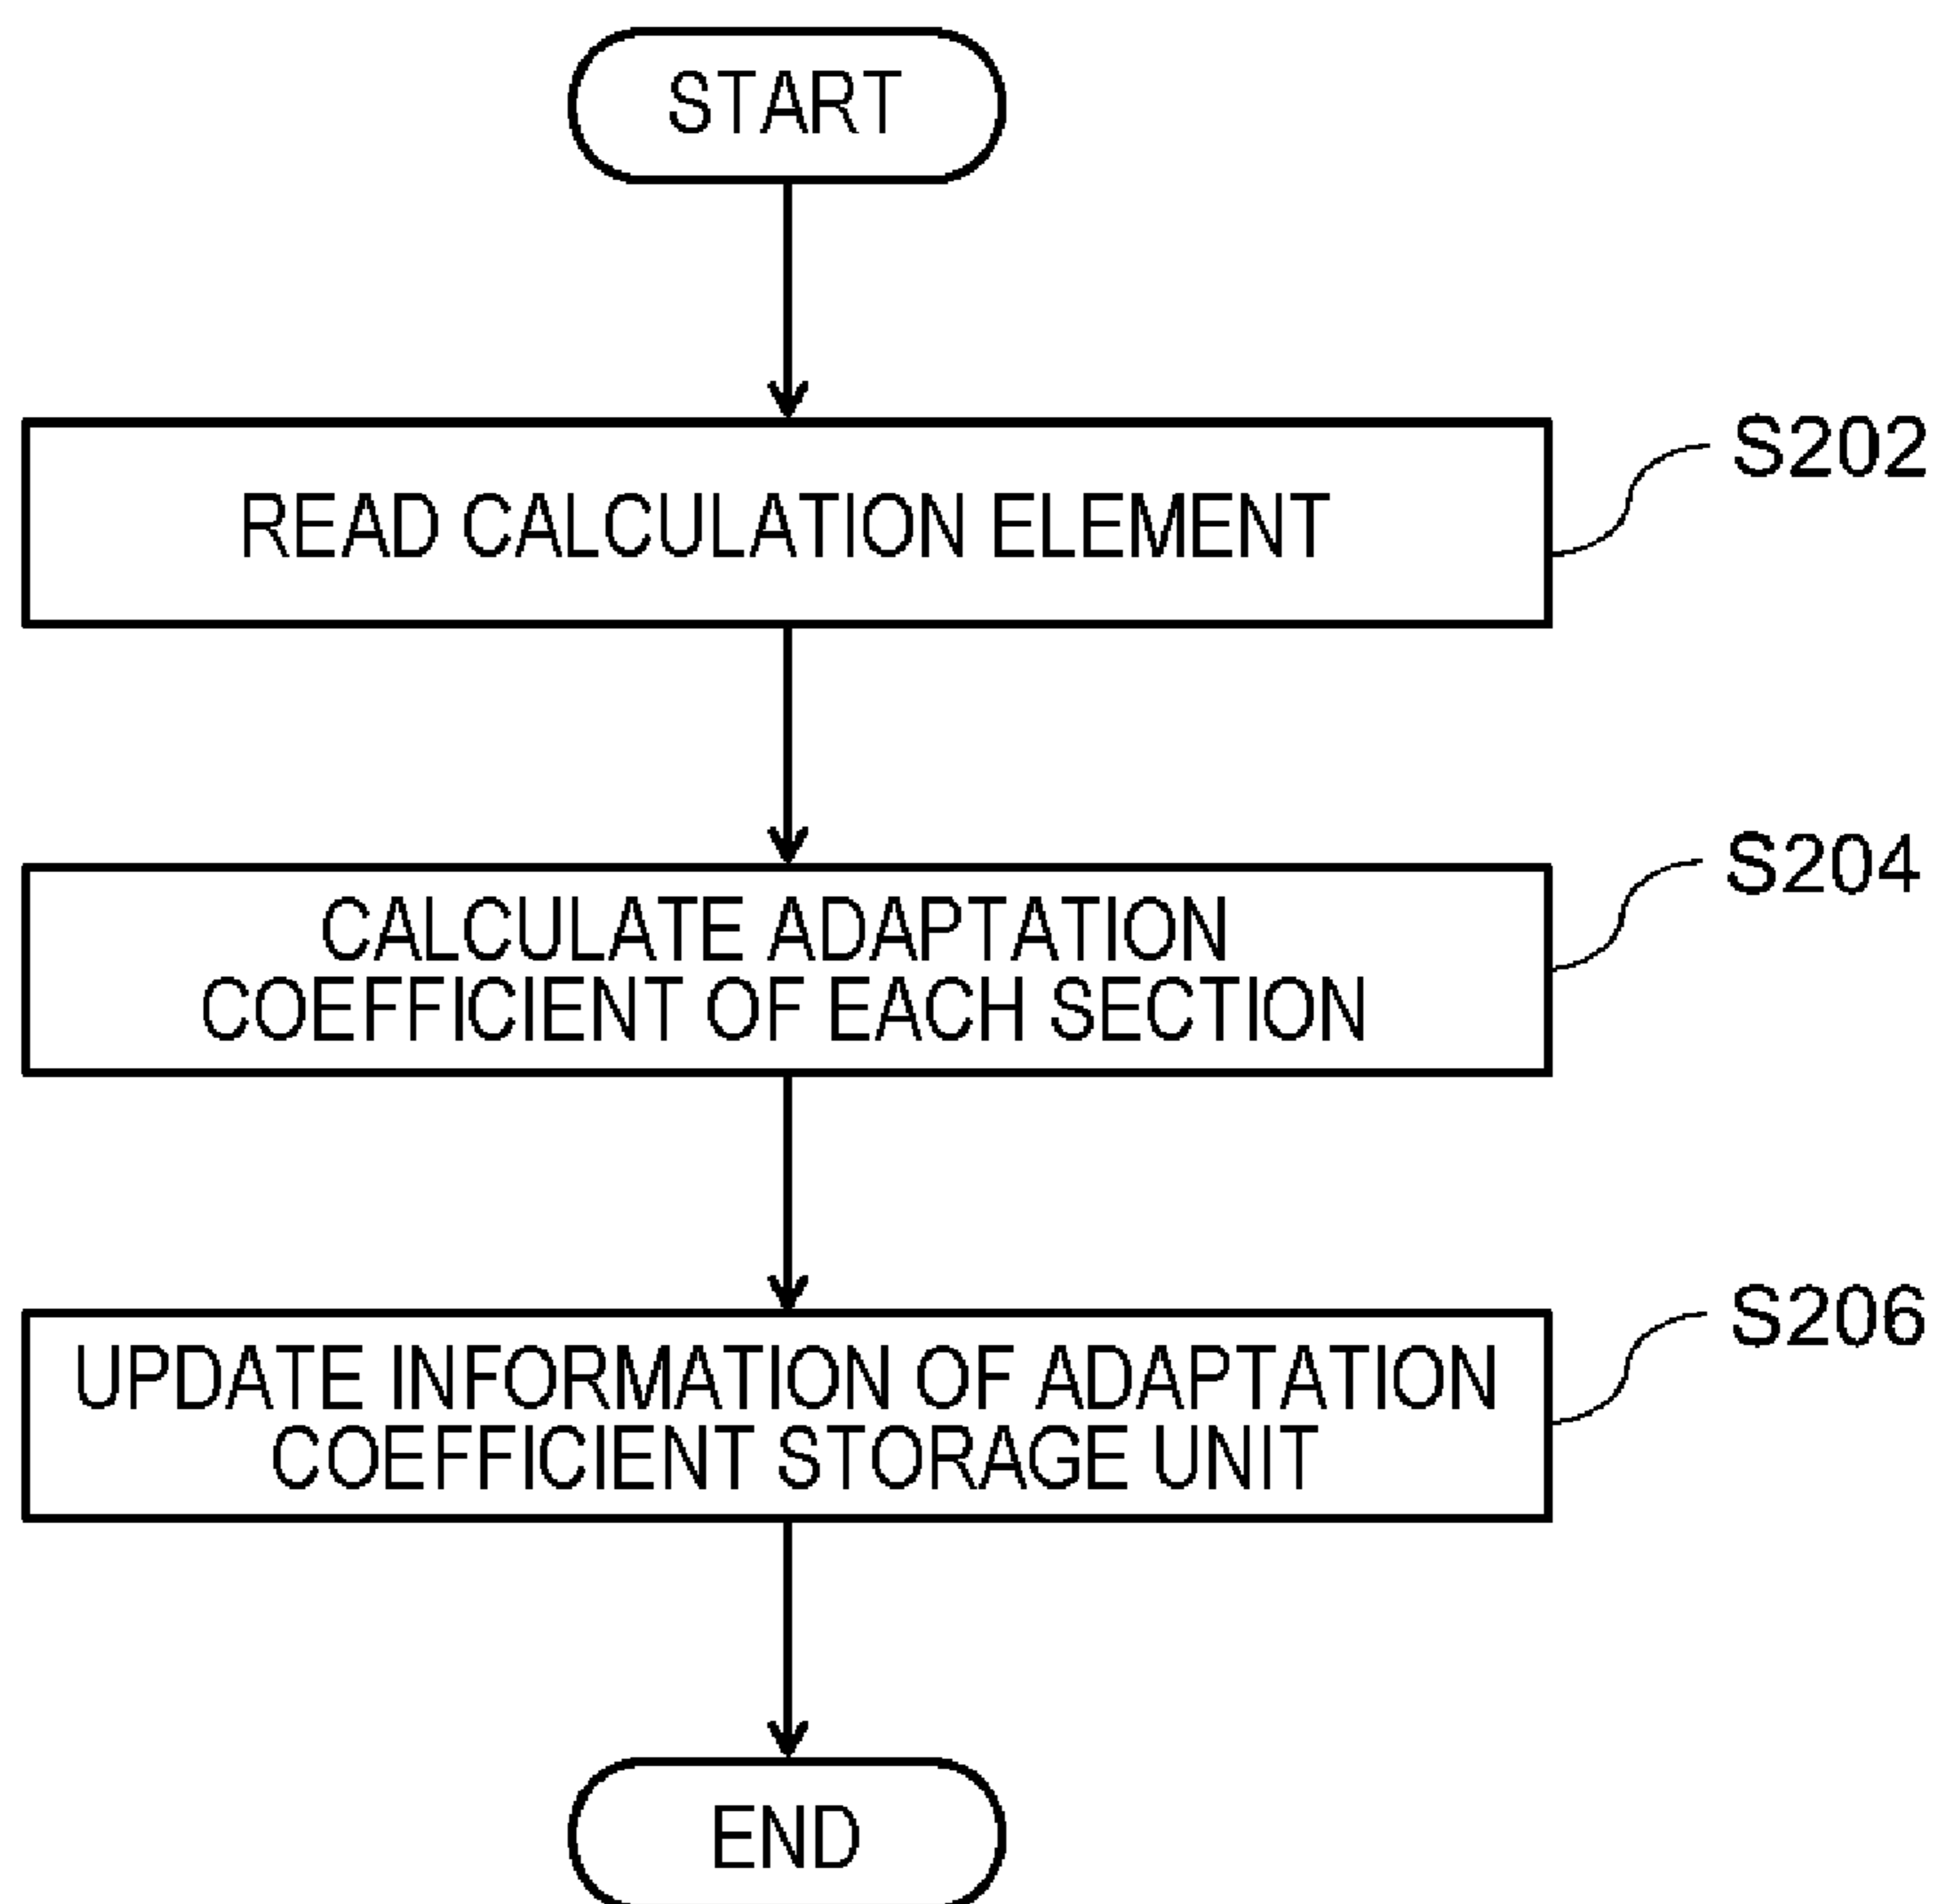 START
READ CALCULATION ELEMENT
S202
CALCULATE ADAPTATION
COEFFICIENT OF EACH SECTION
S204
UPDATE INFORMATION OF ADAPTATION
COEFFICIENT STORAGE UNIT
S206
END